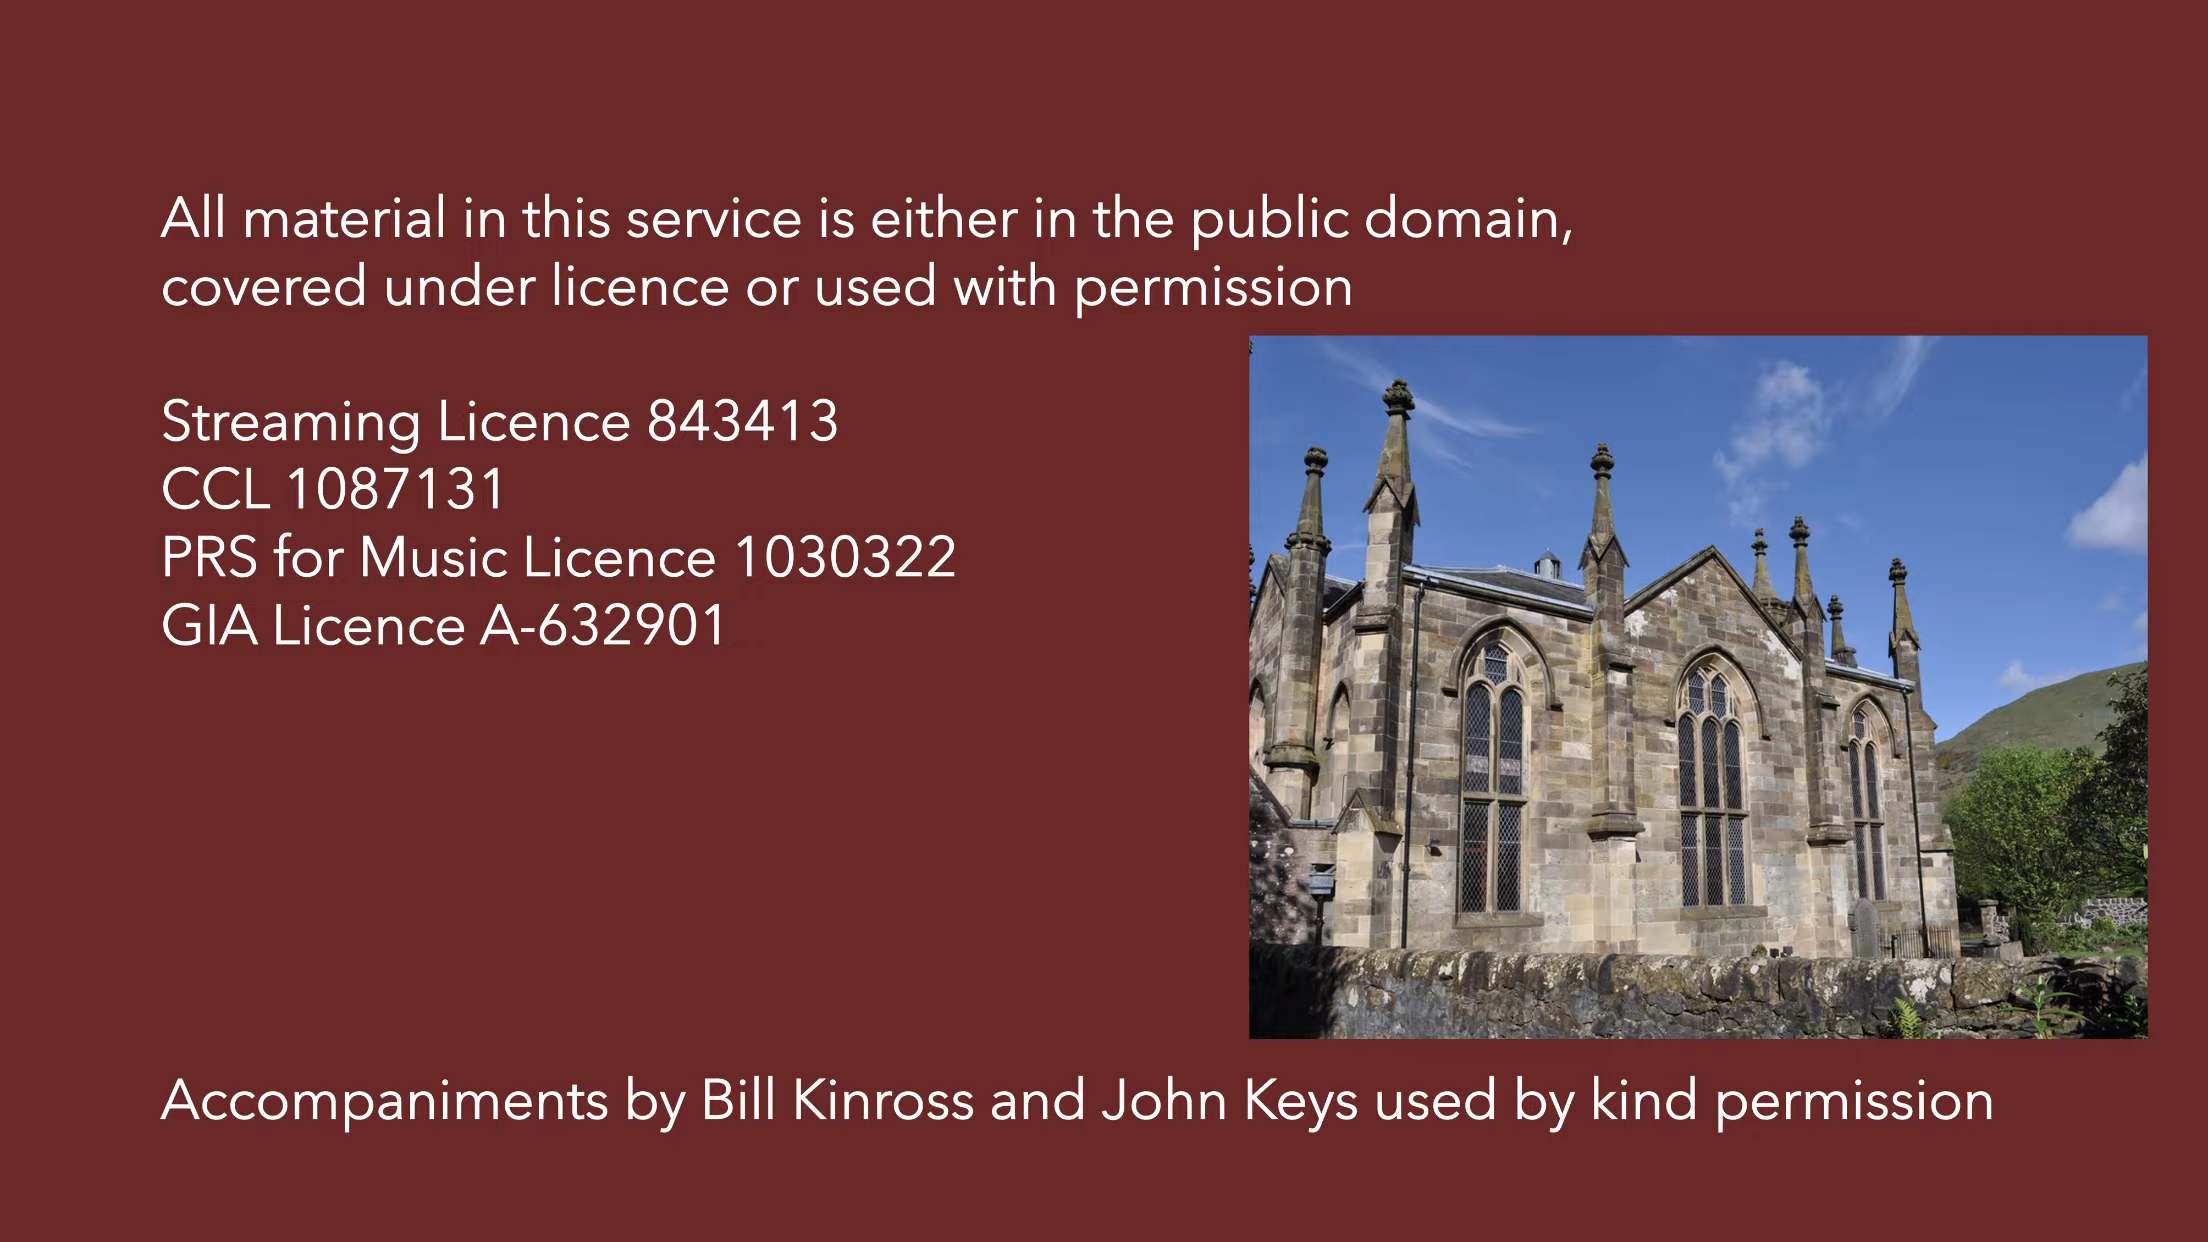 All material in this service is either in the public domain,
covered under licence or used with permission
Streaming Licence 843413
CCL 1087131
PRS for Music Licence 1030322
GIA Licence A-632901
Accompaniments by Bill Kinross and John Keys used by kind permission